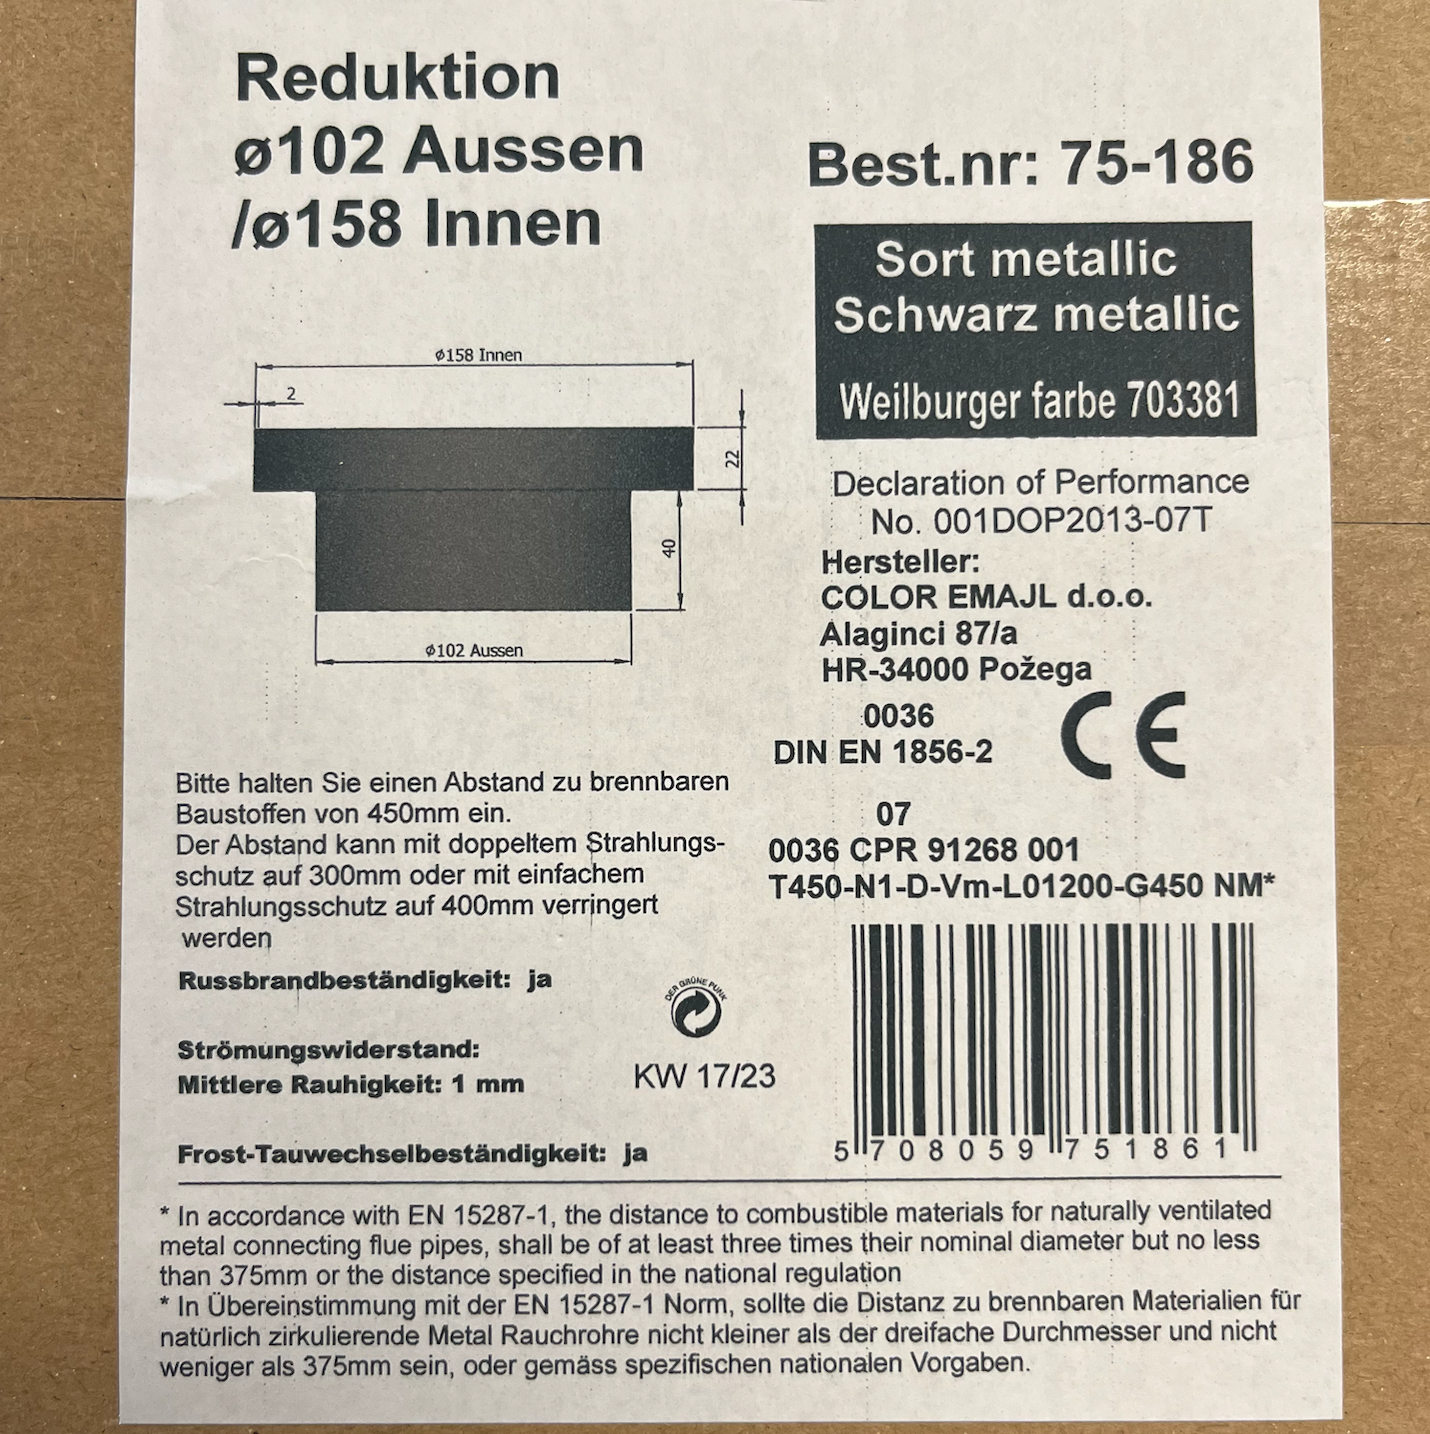 Reduktion
ø102 Aussen
/ø158 Innen
Best.nr: 75-186
Sort metallic
Schwarz metallic
Weilburger farbe 703381
ø158 Innen
2
22
40
ø102 Aussen
Declaration of Performance
No. 001DOP2013-07T
Hersteller:
COLOR EMAJL d.o.o.
Alaginci 87/a
HR-34000 Požega
0036
DIN EN 1856-2
CE
07
0036 CPR 91268 001
T450-N1-D-Vm-L01200-G450 NM*
Bitte halten Sie einen Abstand zu brennbaren
Baustoffen von 450mm ein.
Der Abstand kann mit doppeltem Strahlungs-
schutz auf 300mm oder mit einfachem
Strahlungsschutz auf 400mm verringert
werden
Russbrandbeständigkeit: ja
Strömungswiderstand:
Mittlere Rauhigkeit: 1 mm
DER GRÜNE PUNK
KW 17/23
Frost-Tauwechselbeständigkeit: ja
5 708059 751861
* In accordance with EN 15287-1, the distance to combustible materials for naturally ventilated
metal connecting flue pipes, shall be of at least three times their nominal diameter but no less
than 375mm or the distance specified in the national regulation
* In Übereinstimmung mit der EN 15287-1 Norm, sollte die Distanz zu brennbaren Materialien für
natürlich zirkulierende Metal Rauchrohre nicht kleiner als der dreifache Durchmesser und nicht
weniger als 375mm sein, oder gemäss spezifischen nationalen Vorgaben.